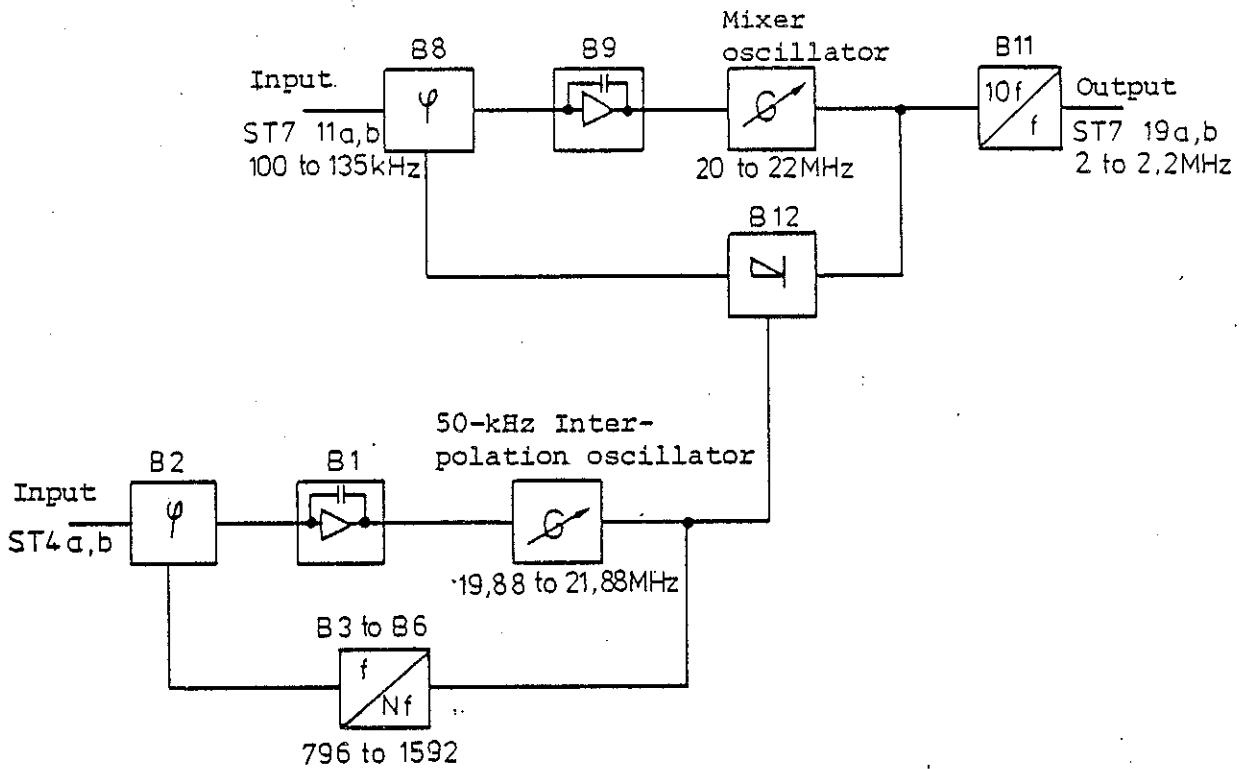 Mixer
oscillator
B8
B9
B11
Input
φ
G
10f
f
Output
ST7 11a,b
100 to 135kHz
20 to 22MHz
ST7 19a,b
2 to 2,2MHz
B12
50-kHz Inter-
polation oscillator
B2
B1
Input
φ
G
ST4a,b
19,88 to 21,88MHz
B3 to B6
f
Nf
796 to 1592